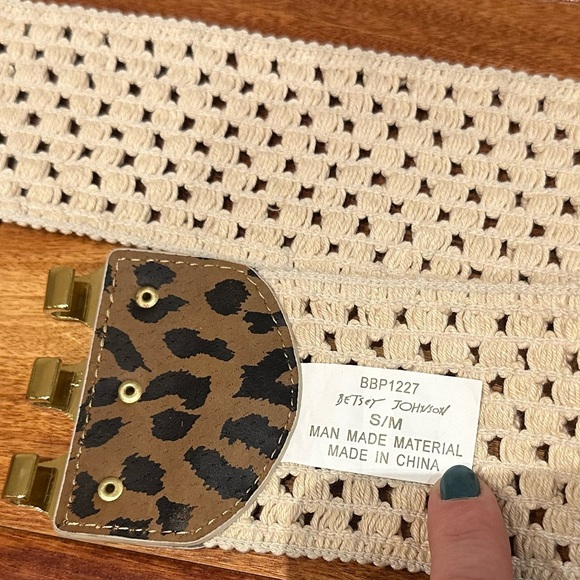 BBP1227
BETSEY JOHNSON
S/M
MAN MADE MATERIAL
MADE IN CHINA